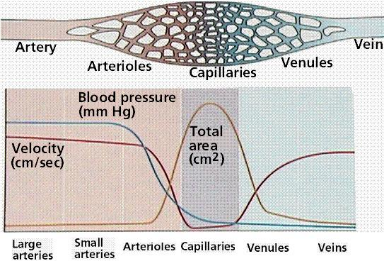 Artery
Arterioles
Capillaries
Venules
Vein
Blood pressure
(mm Hg)
Velocity
(cm/sec)
Total
area
(cm2)
Large
arteries
Small
arteries
Arterioles
Capillaries
Venules
Veins